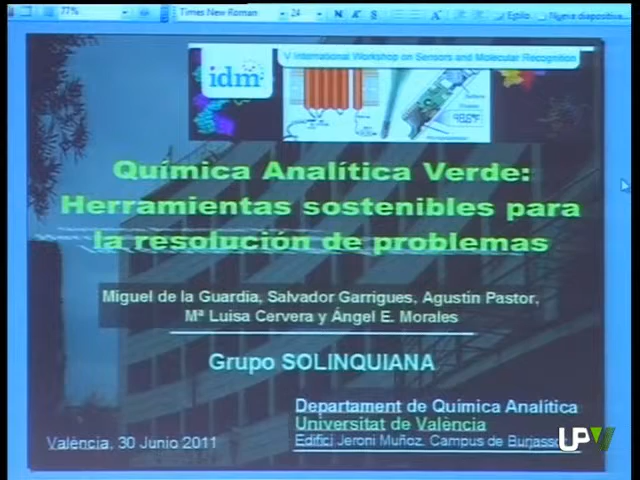 77%
Times New Roman
24
N K S
Estilo
Nueva diapositiva
idm
V International Workshop on Sensors and Molecular Recognition
Química Analítica Verde:
Herramientas sostenibles para
la resolución de problemas
Miguel de la Guardia, Salvador Garrigues, Agustín Pastor,
Mª Luisa Cervera y Ángel E. Morales
Grupo SOLINQUIANA
Departament de Química Analítica
Universitat de València
Edifici Jeroni Muñoz, Campus de Burjasso
València, 30 Junio 2011
UPV